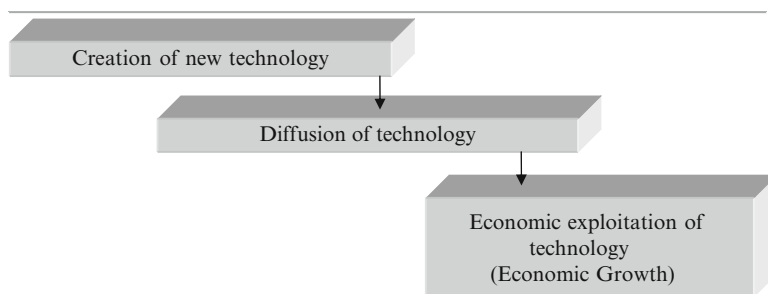 Creation of new technology
Diffusion of technology
Economic exploitation of
technology
(Economic Growth)